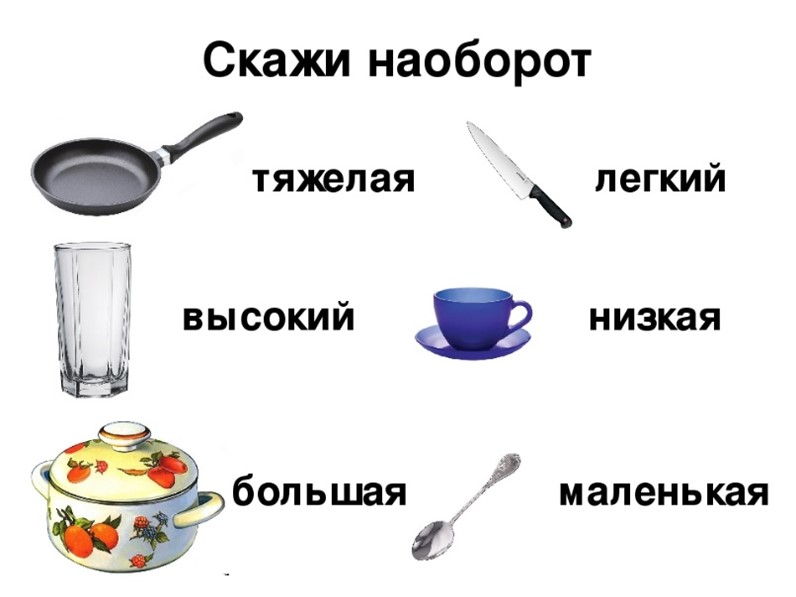 Скажи наоборот
тяжелая легкий
высокий низкая
большая маленькая